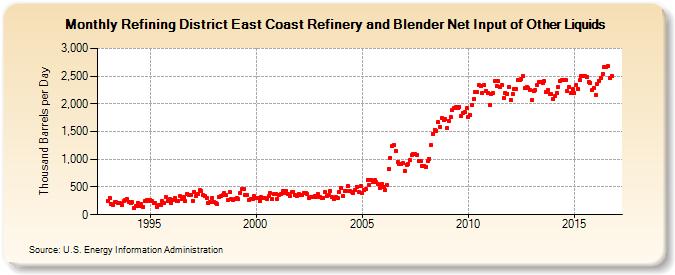 Monthly Refining District East Coast Refinery and Blender Net Input of Other Liquids
Thousand Barrels per Day
3,000
2,500
2,000
1,500
1,000
500
0
1995 2000 2005 2010 2015
Source: U.S. Energy Information Administration